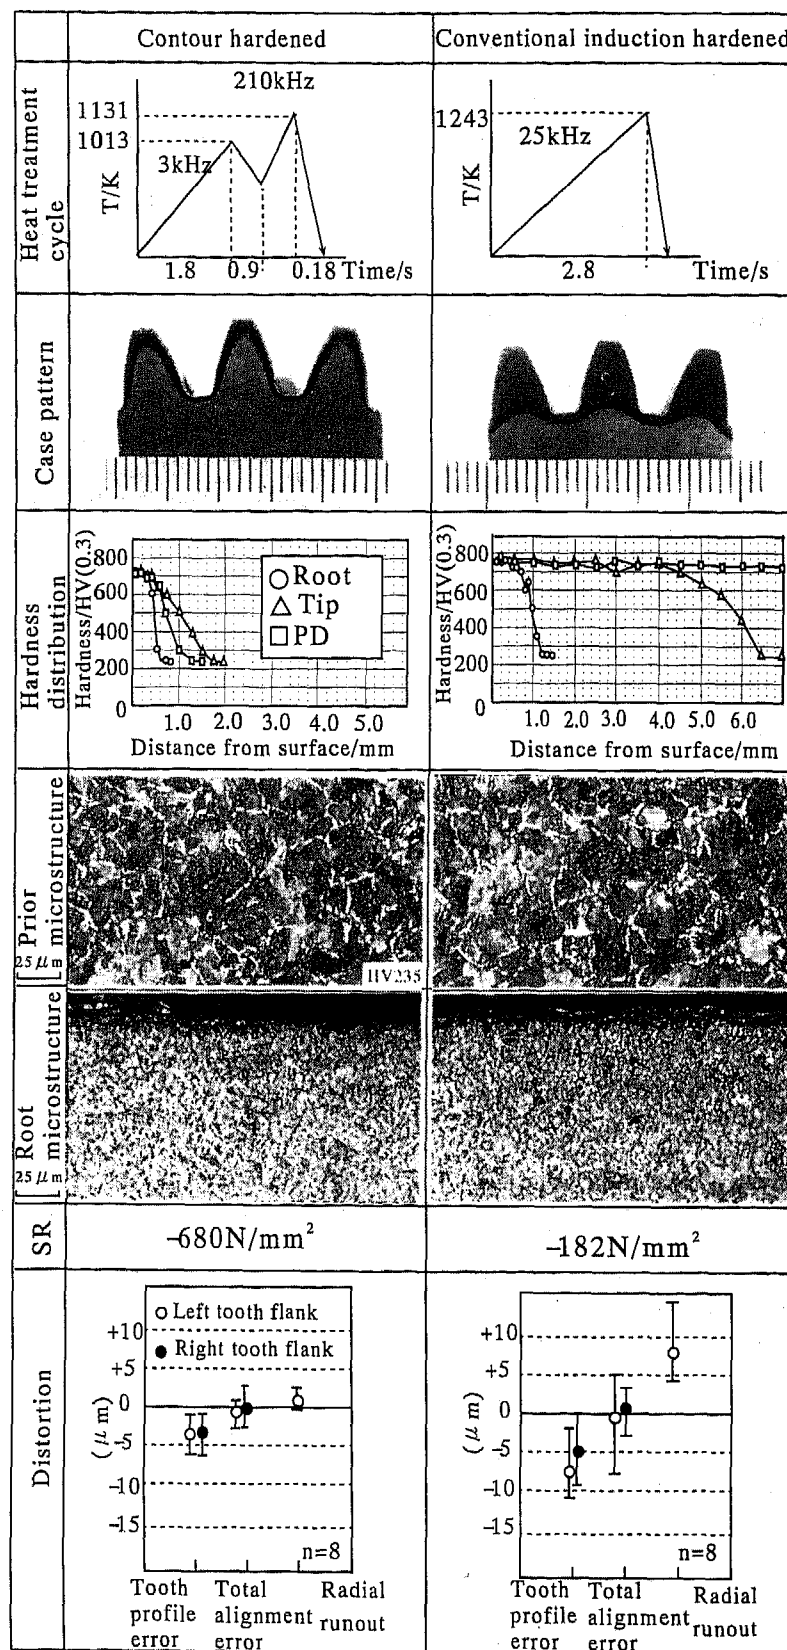 Contour hardened
Conventional induction hardened
Heat treatment
cycle
T/K
1131
1013
3kHz
210kHz
1.8 0.9 0.18 Time/s
T/K
1243
25kHz
2.8 Time/s
Case pattern
Hardness
distribution
Hardness/HV(0.3)
800
600
400
200
0
1.0 2.0 3.0 4.0 5.0
Distance from surface/mm
Root
Tip
PD
Hardness/HV(0.3)
800
600
400
200
0
1.0 2.0 3.0 4.0 5.0 6.0
Distance from surface/mm
Prior
microstructure
25μm
HV235
Root
microstructure
25μm
SR
-680N/mm²
-182N/mm²
Distortion
(μm)
Left tooth flank
Right tooth flank
+10
+5
0
-5
-10
-15
n=8
Tooth profile error
Total alignment error
Radial runout
(μm)
+10
+5
0
-5
-10
-15
n=8
Tooth profile error
Total alignment error
Radial runout